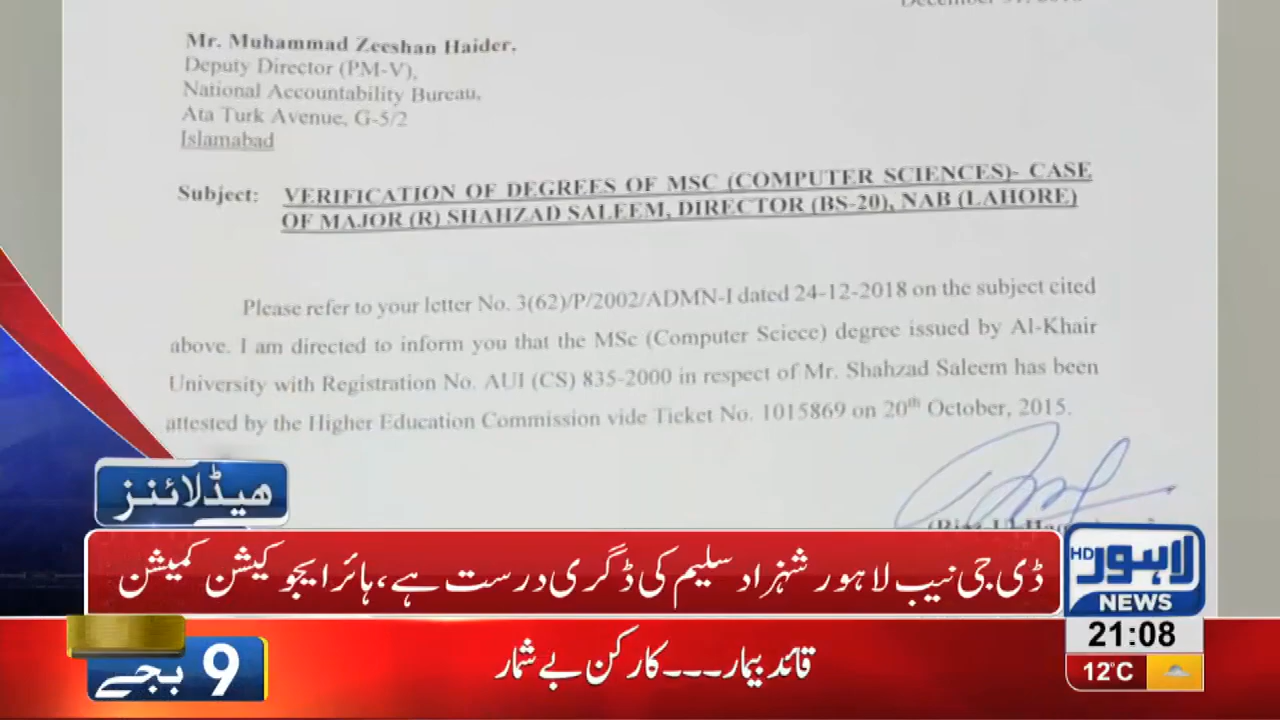 Mr. Muhammad Zeeshan Haider,
Deputy Director (PM-V),
National Accountability Bureau,
Ata Turk Avenue, G-5/2
Islamabad
Subject: VERIFICATION OF DEGREES OF MSC (COMPUTER SCIENCES)- CASE
OF MAJOR (R) SHAHZAD SALEEM, DIRECTOR (BS-20), NAB (LAHORE)
Please refer to your letter No. 3(62)/P/2002/ADMN-I dated 24-12-2018 on the subject cited
above. I am directed to inform you that the MSc (Computer Sciece) degree issued by Al-Khair
University with Registration No. AUI (CS) 835-2000 in respect of Mr. Shahzad Saleem has been
attested by the Higher Education Commission vide Ticket No. 1015869 on 20th October, 2015.
ہیڈلائنز
ڈی جی نیب لاہور شہزاد سلیم کی ڈگری درست ہے، ہائر ایجوکیشن کمیشن
لاہور HD
NEWS
21:08
12°C
9 بجے
قائد بیمار۔۔۔کارکن بے شمار